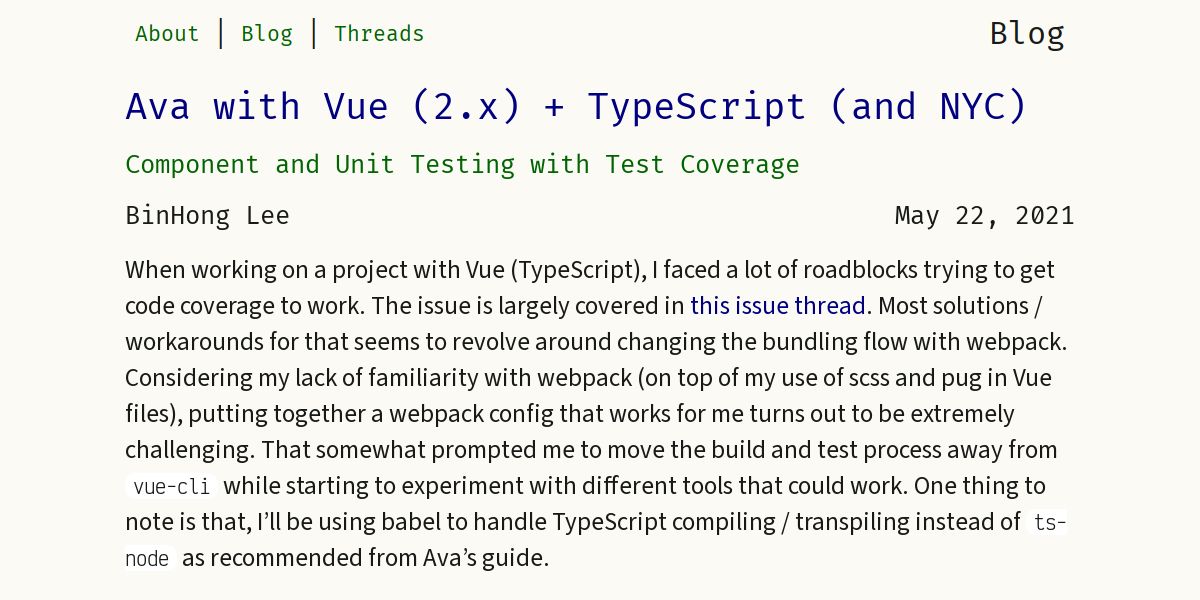 About | Blog | Threads
Blog
Ava with Vue (2.x) + TypeScript (and NYC)
Component and Unit Testing with Test Coverage
BinHong Lee
May 22, 2021
When working on a project with Vue (TypeScript), I faced a lot of roadblocks trying to get
code coverage to work. The issue is largely covered in this issue thread. Most solutions /
workarounds for that seems to revolve around changing the bundling flow with webpack.
Considering my lack of familiarity with webpack (on top of my use of scss and pug in Vue
files), putting together a webpack config that works for me turns out to be extremely
challenging. That somewhat prompted me to move the build and test process away from
vue-cli while starting to experiment with different tools that could work. One thing to
note is that, I’ll be using babel to handle TypeScript compiling / transpiling instead of ts-
node as recommended from Ava’s guide.